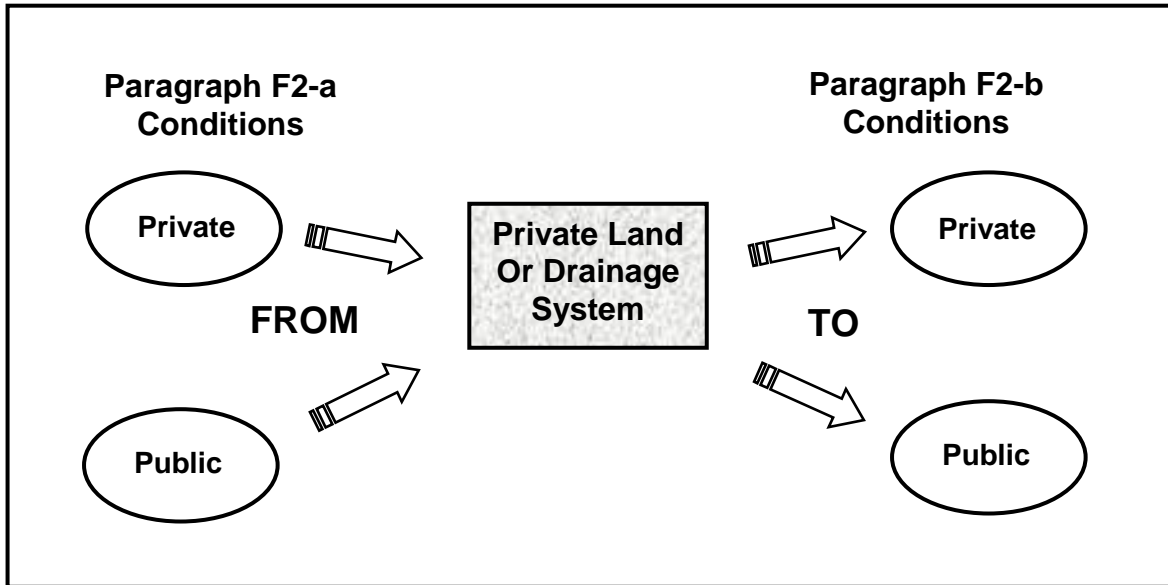 Paragraph F2-a
Conditions
Private
FROM
Public
Private Land
Or Drainage
System
Paragraph F2-b
Conditions
Private
TO
Public